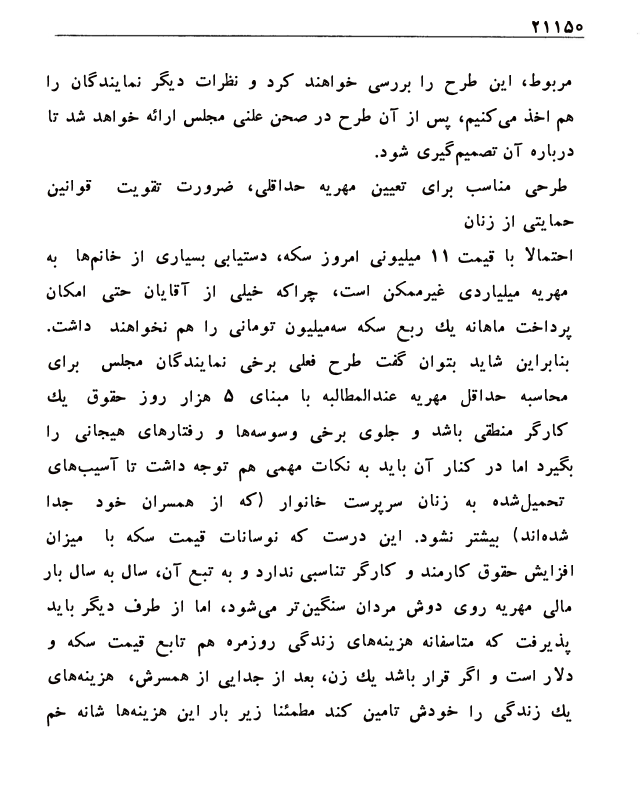 ۲۱۱۵۰
مربوط، این طرح را بررسی خواهند کرد و نظرات دیگر نمایندگان را
هم اخذ می‌کنیم، پس از آن طرح در صحن علنی مجلس ارائه خواهد شد تا
درباره آن تصمیم‌گیری شود.
طرحی مناسب برای تعیین مهریه حداقلی، ضرورت تقویت قوانین
حمایتی از زنان
احتمالا با قیمت ۱۱ میلیونی امروز سکه، دستیابی بسیاری از خانم‌ها به
مهریه میلیاردی غیرممکن است، چراکه خیلی از آقایان حتی امکان
پرداخت ماهانه یك ربع سکه سه‌میلیون تومانی را هم نخواهند داشت.
بنابراین شاید بتوان گفت طرح فعلی برخی نمایندگان مجلس برای
محاسبه حداقل مهریه عندالمطالبه با مبنای ۵ هزار روز حقوق یك
کارگر منطقی باشد و جلوی برخی وسوسه‌ها و رفتارهای هیجانی را
بگیرد اما در کنار آن باید به نکات مهمی هم توجه داشت تا آسیب‌های
تحمیل‌شده به زنان سرپرست خانوار (که از همسران خود جدا
شده‌اند) بیشتر نشود. این درست که نوسانات قیمت سکه با میزان
افزایش حقوق کارمند و کارگر تناسبی ندارد و به تبع آن، سال به سال بار
مالی مهریه روی دوش مردان سنگین‌تر می‌شود، اما از طرف دیگر باید
پذیرفت که متاسفانه هزینه‌های زندگی روزمره هم تابع قیمت سکه و
دلار است و اگر قرار باشد یك زن، بعد از جدایی از همسرش، هزینه‌های
یك زندگی را خودش تامین کند مطمئنا زیر بار این هزینه‌ها شانه خم